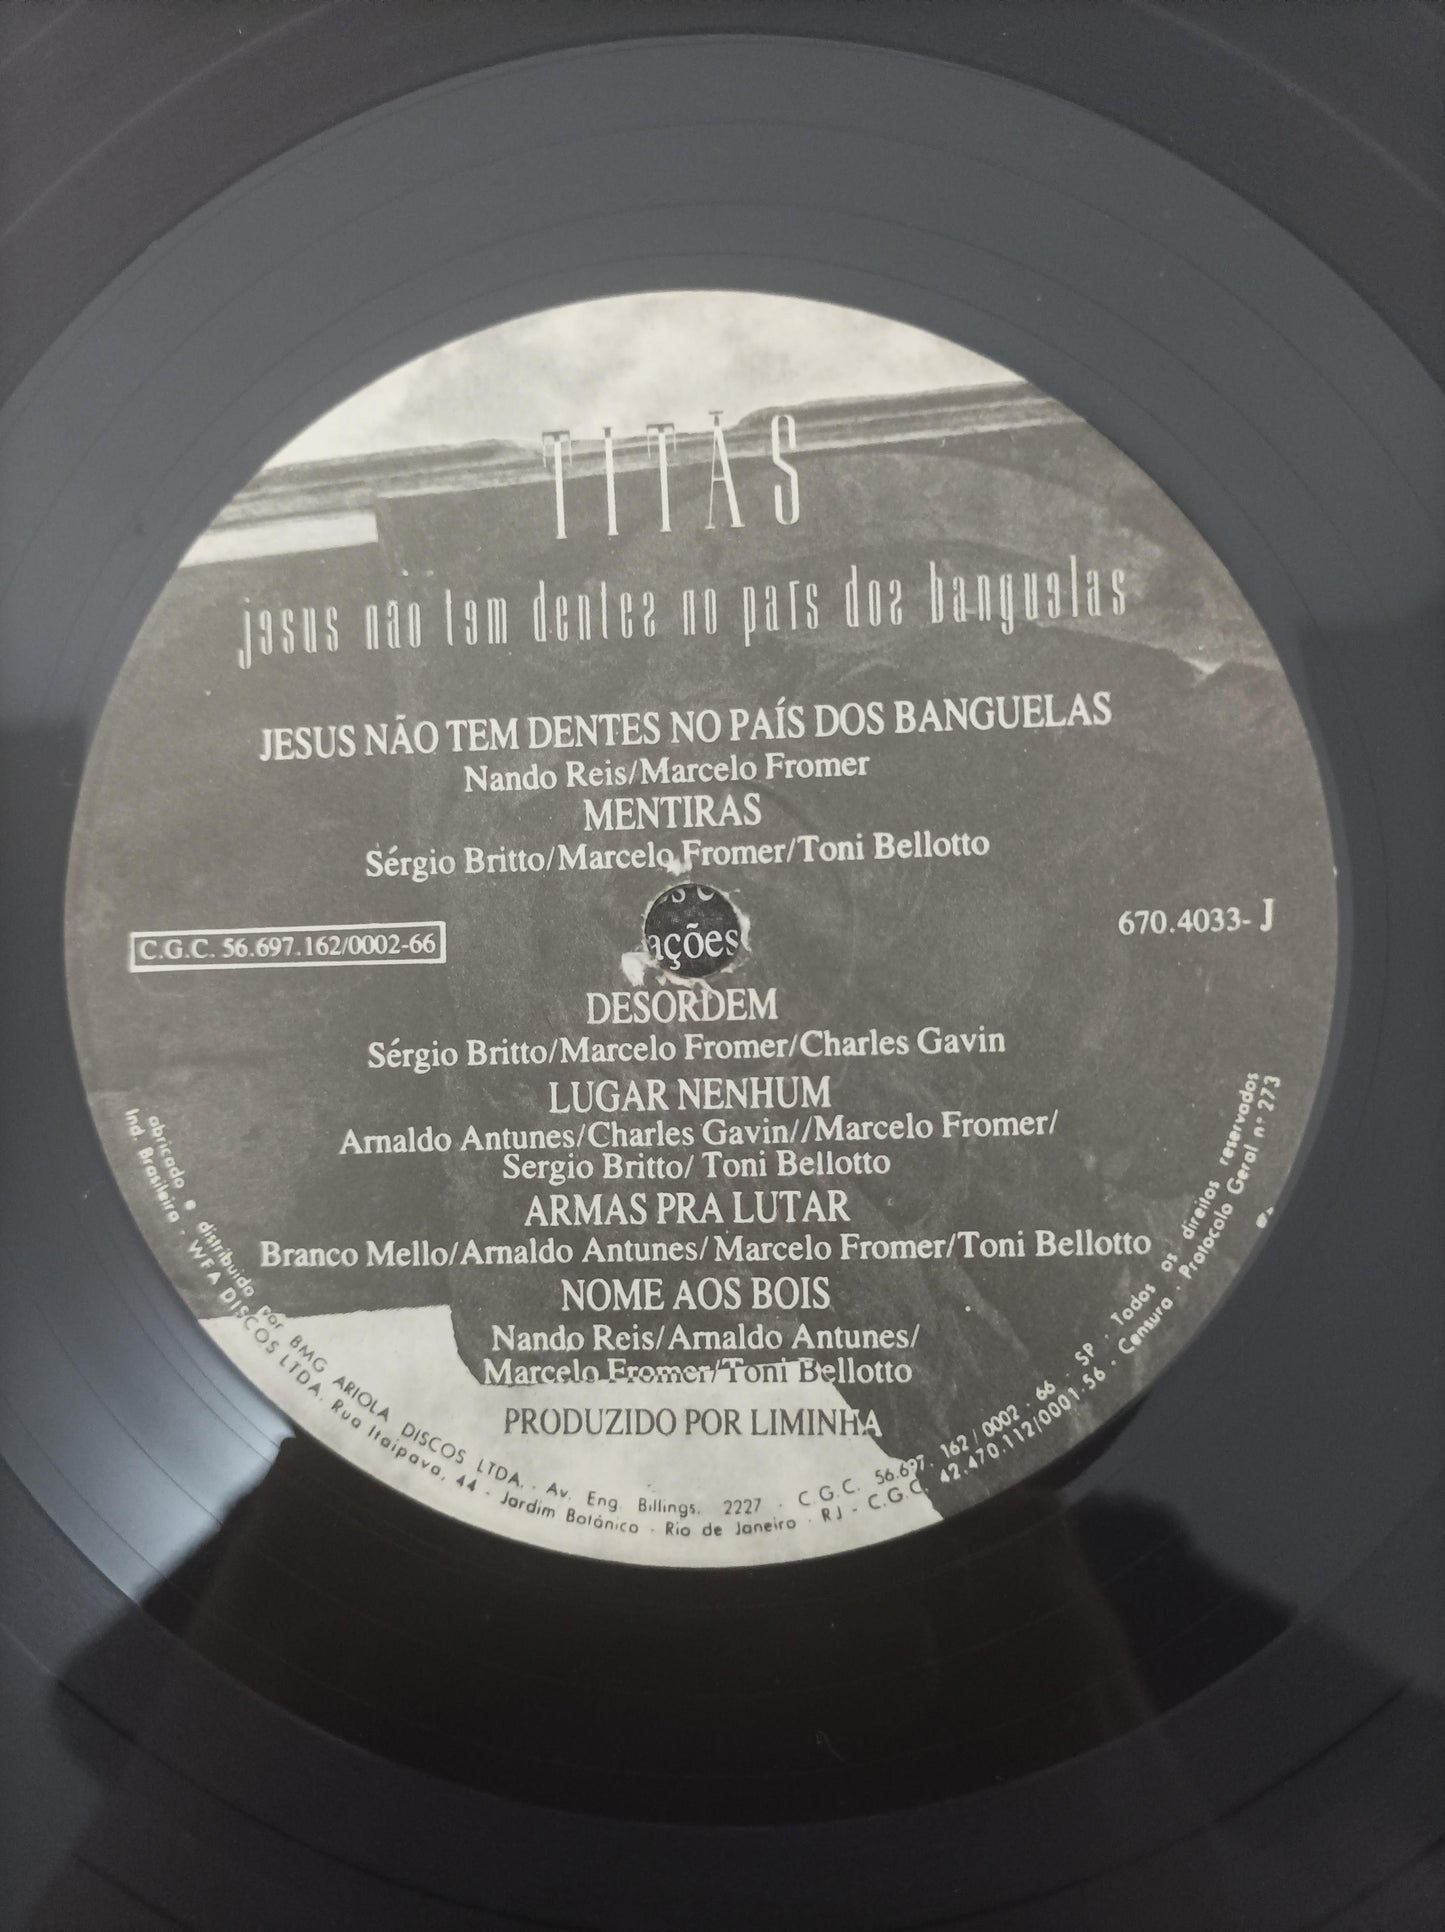 TITÃS
jesus não tem dentes no país dos banguelas
JESUS NÃO TEM DENTES NO PAÍS DOS BANGUELAS
Nando Reis/Marcelo Fromer
MENTIRAS
Sérgio Britto/Marcelo Fromer/Toni Bellotto
C.G.C. 56.697.162/0002-66
ações
670.4033- J
DESORDEM
Sérgio Britto/Marcelo Fromer/Charles Gavin
LUGAR NENHUM
Arnaldo Antunes/Charles Gavin//Marcelo Fromer/
Sergio Britto/ Toni Bellotto
ARMAS PRA LUTAR
Branco Mello/Arnaldo Antunes/ Marcelo Fromer/Toni Bellotto
NOME AOS BOIS
Nando Reis/Arnaldo Antunes/
Marcelo Fromer/Toni Bellotto
PRODUZIDO POR LIMINHA
abricado e distribuido por BMG ARIOLA DISCOS LTDA. . Av. Eng. Billings. 2227 . C.G.C. 56.697. 162 / 0002 . 66 . SP . Todos os direitos reservados
Ind. Brasileira . WFA DISCOS LTDA. Rua Itaipava, 44 - Jardim Botânico . Rio de Janeiro . RJ - C.G.C. 42.470.112/0001.56 . Censura . Protocolo Geral n.º 273